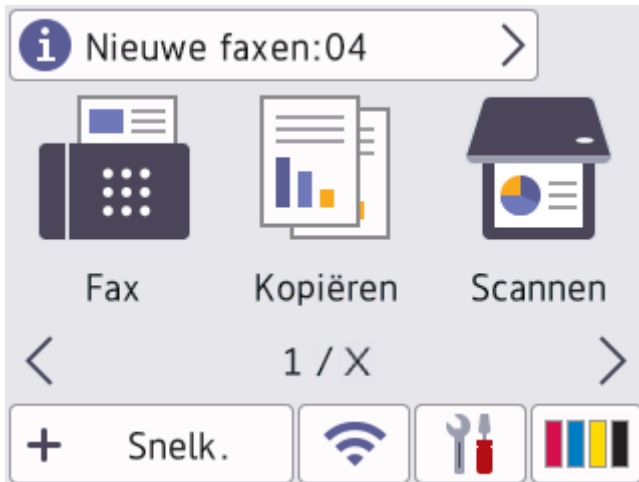 Nieuwe faxen:04
Fax
Kopiëren
Scannen
1 / X
Snelk.